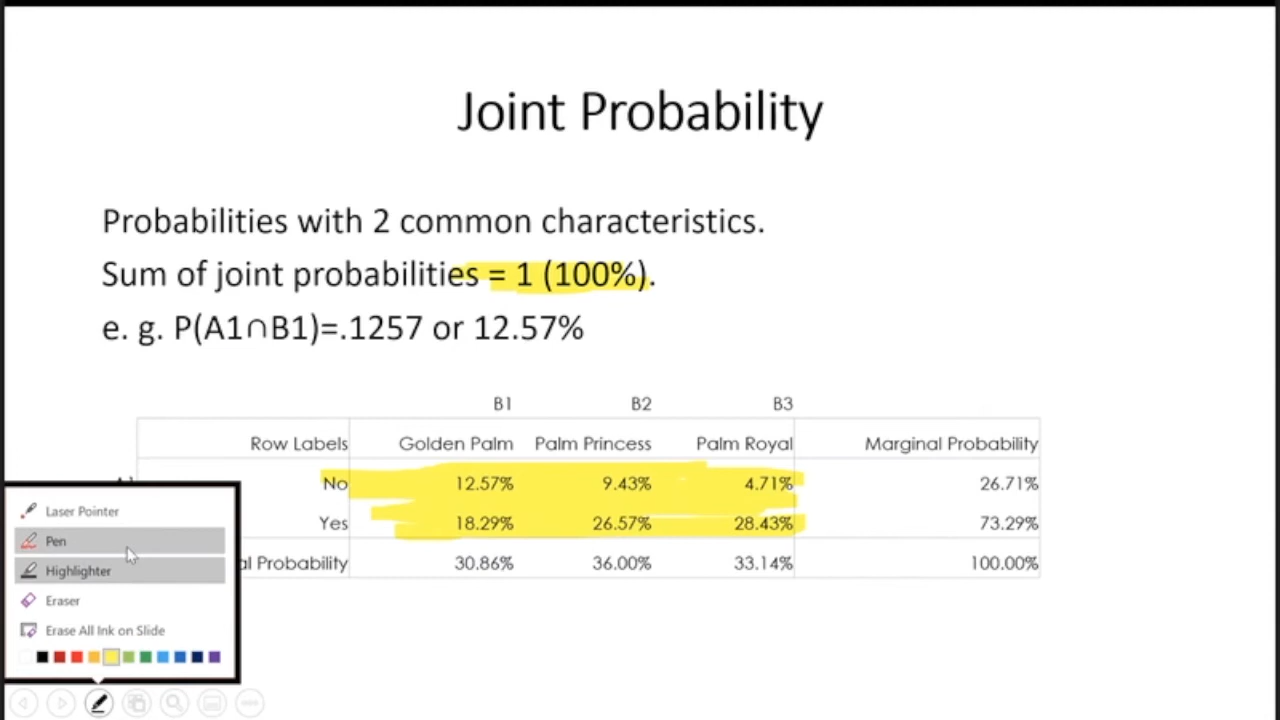 Joint Probability
Probabilities with 2 common characteristics.
Sum of joint probabilities = 1 (100%).
e. g. P(A1∩B1)=.1257 or 12.57%
B1 B2 B3
Row Labels Golden Palm Palm Princess Palm Royal Marginal Probability
No 12.57% 9.43% 4.71% 26.71%
Yes 18.29% 26.57% 28.43% 73.29%
al Probability 30.86% 36.00% 33.14% 100.00%
Laser Pointer
Pen
Highlighter
Eraser
Erase All Ink on Slide